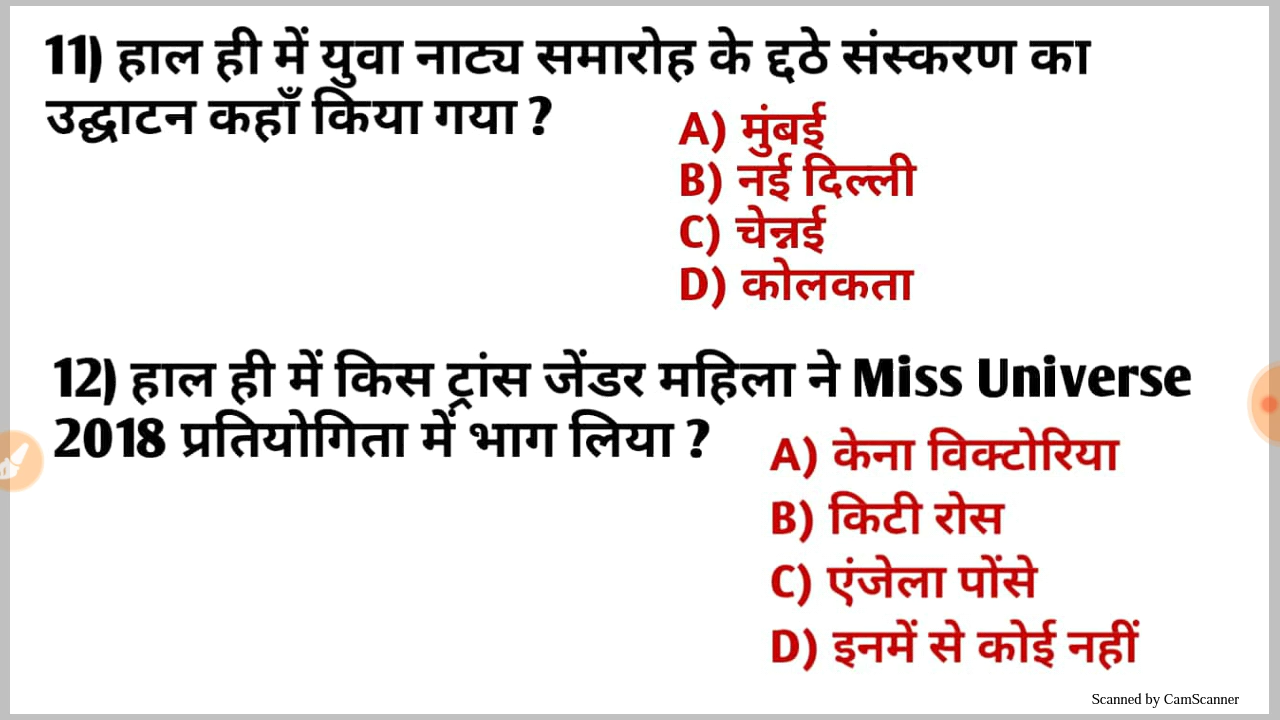 11) हाल ही में युवा नाट्य समारोह के द्दठे संस्करण का
उद्घाटन कहाँ किया गया ?
A) मुंबई
B) नई दिल्ली
C) चेन्नई
D) कोलकता
12) हाल ही में किस ट्रांस जेंडर महिला ने Miss Universe
2018 प्रतियोगिता में भाग लिया ?
A) केना विक्टोरिया
B) किटी रोस
C) एंजेला पोंसे
D) इनमें से कोई नहीं
Scanned by CamScanner